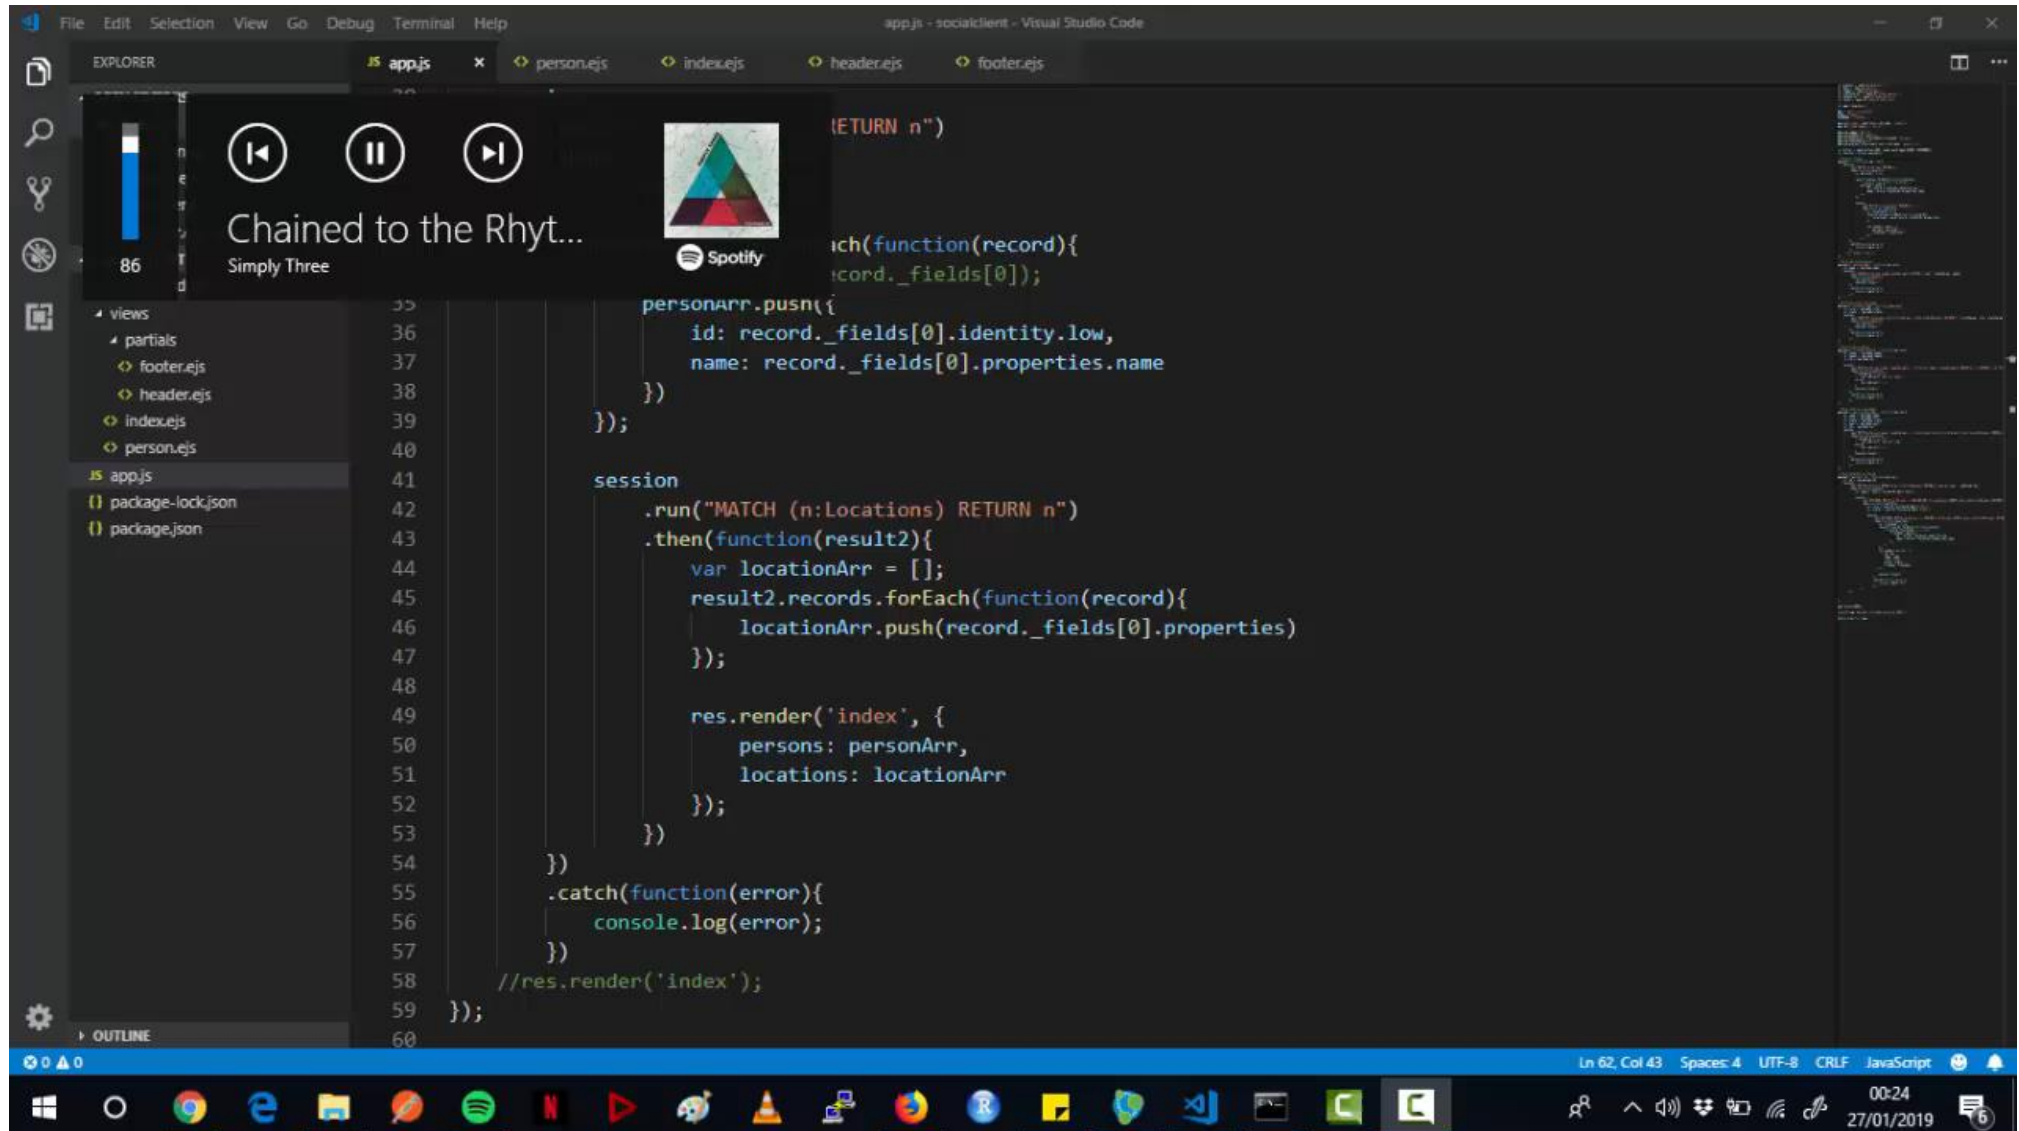 File Edit Selection View Go Debug Terminal Help
app.js - socialclient - Visual Studio Code
EXPLORER
JS app.js × <> person.ejs <> index.ejs <> header.ejs <> footer.ejs
86
Chained to the Rhyt...
Simply Three
Spotify
views
partials
<> footer.ejs
<> header.ejs
<> index.ejs
<> person.ejs
JS app.js
{} package-lock.json
{} package.json
OUTLINE
RETURN n")
ach(function(record){
ecord._fields[0]);
35 personArr.push({
36 id: record._fields[0].identity.low,
37 name: record._fields[0].properties.name
38 })
39 });
40
41 session
42 .run("MATCH (n:Locations) RETURN n")
43 .then(function(result2){
44 var locationArr = [];
45 result2.records.forEach(function(record){
46 locationArr.push(record._fields[0].properties)
47 });
48
49 res.render('index', {
50 persons: personArr,
51 locations: locationArr
52 });
53 })
54 })
55 .catch(function(error){
56 console.log(error);
57 })
58 //res.render('index');
59 });
60
0 0
Ln 62, Col 43 Spaces: 4 UTF-8 CRLF JavaScript
00:24
27/01/2019
6